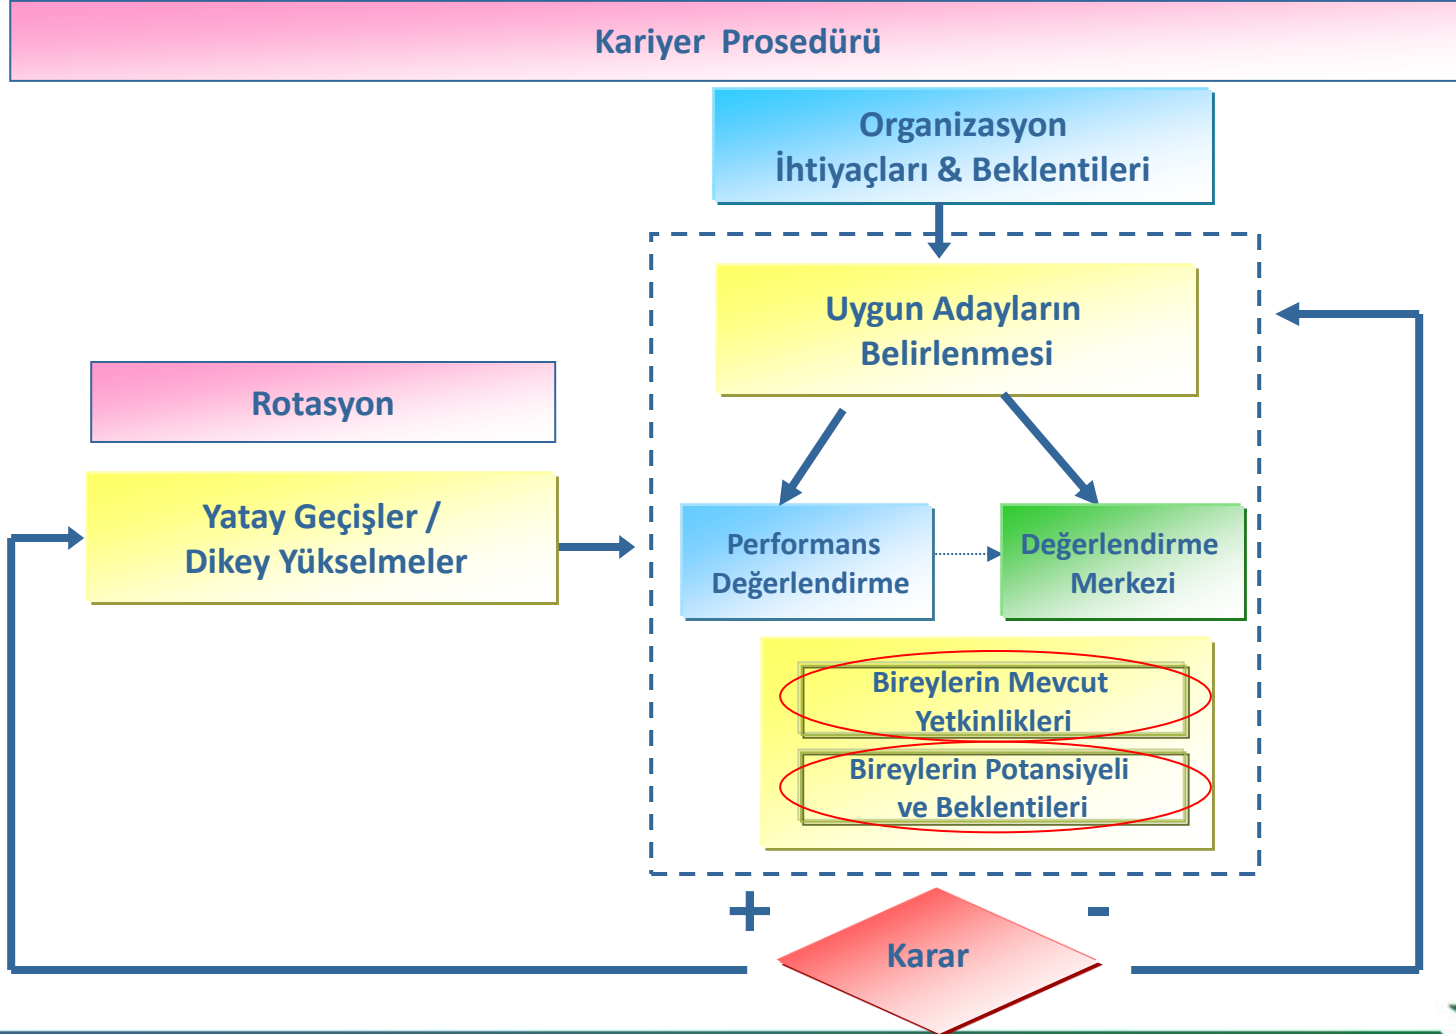 Kariyer Prosedürü
Organizasyon
İhtiyaçları & Beklentileri
Uygun Adayların
Belirlenmesi
Rotasyon
Yatay Geçişler /
Dikey Yükselmeler
Performans
Değerlendirme
Değerlendirme
Merkezi
Bireylerin Mevcut
Yetkinlikleri
Bireylerin Potansiyeli
ve Beklentileri
+
-
Karar